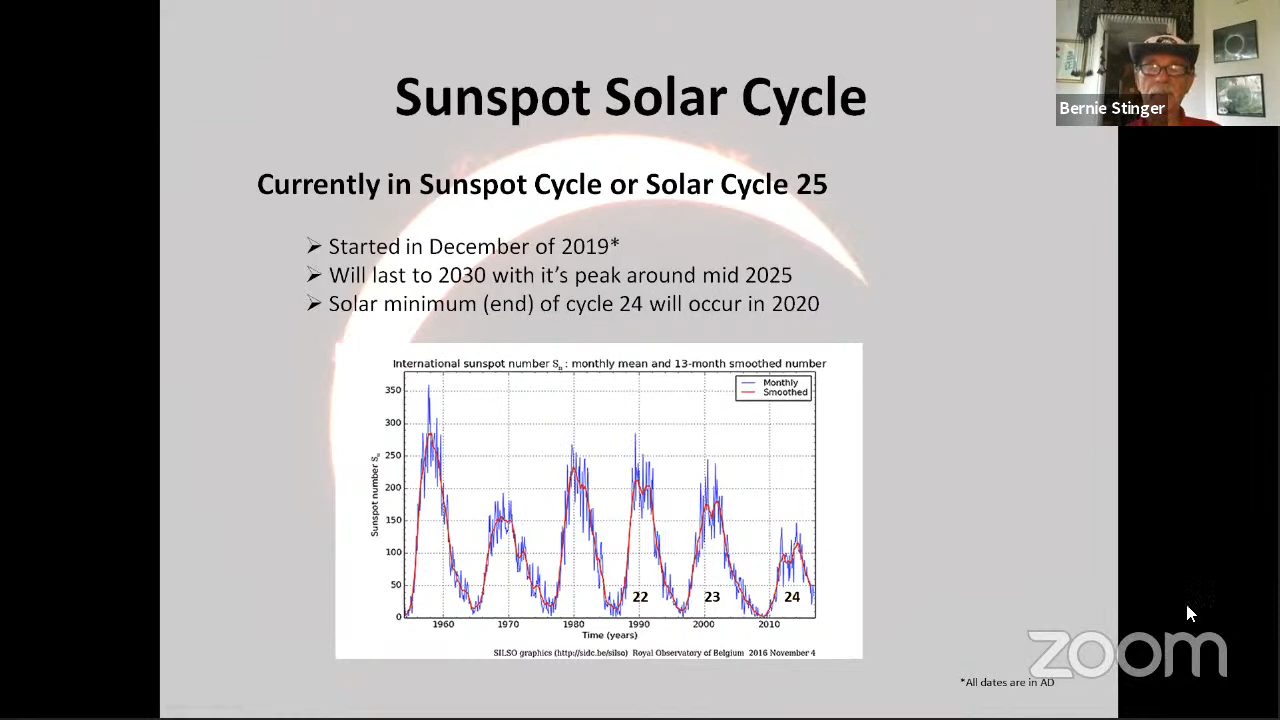 Sunspot Solar Cycle
Bernie Stinger
Currently in Sunspot Cycle or Solar Cycle 25
➢ Started in December of 2019*
➢ Will last to 2030 with it's peak around mid 2025
➢ Solar minimum (end) of cycle 24 will occur in 2020
International sunspot number Sn : monthly mean and 13-month smoothed number
Monthly
Smoothed
350
300
250
200
150
100
50
0
Sunspot number Sn
22 23 24
1960 1970 1980 1990 2000 2010
Time (years)
SILSO graphics (http://sidc.be/silso) Royal Observatory of Belgium 2016 November 4
zoom
*All dates are in AD